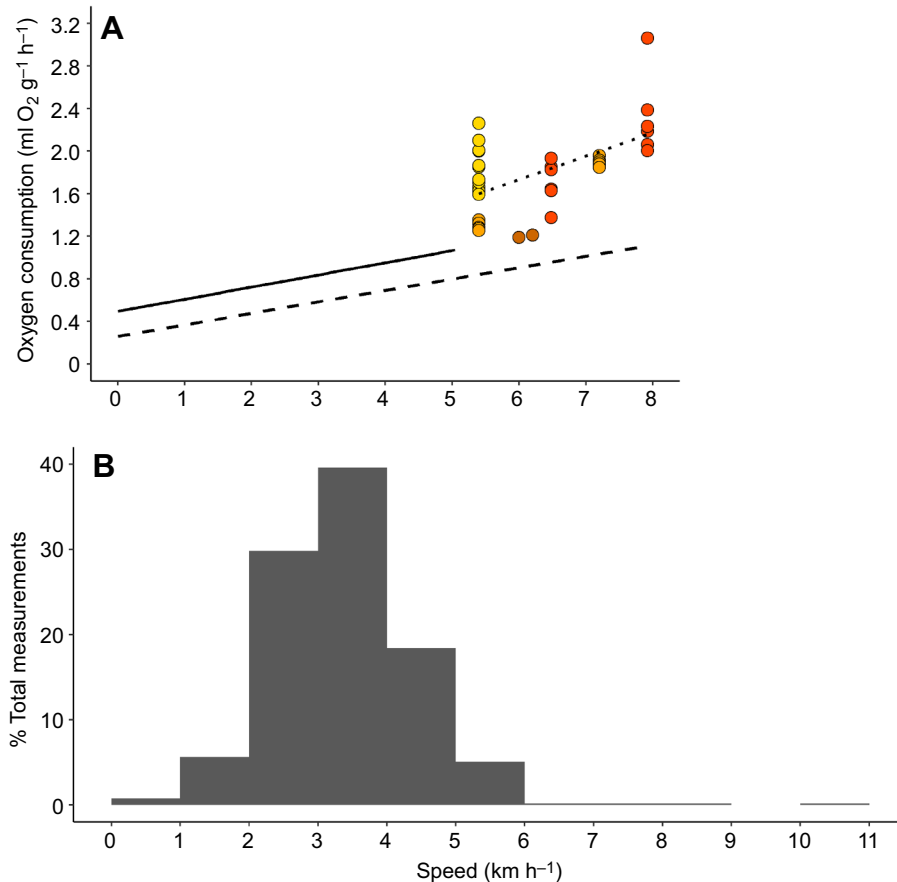 A
Oxygen consumption (ml O₂ g⁻¹ h⁻¹)
3.2
2.8
2.4
2.0
1.6
1.2
0.8
0.4
0
0 1 2 3 4 5 6 7 8
B
% Total measurements
40
30
20
10
0
0 1 2 3 4 5 6 7 8 9 10 11
Speed (km h⁻¹)